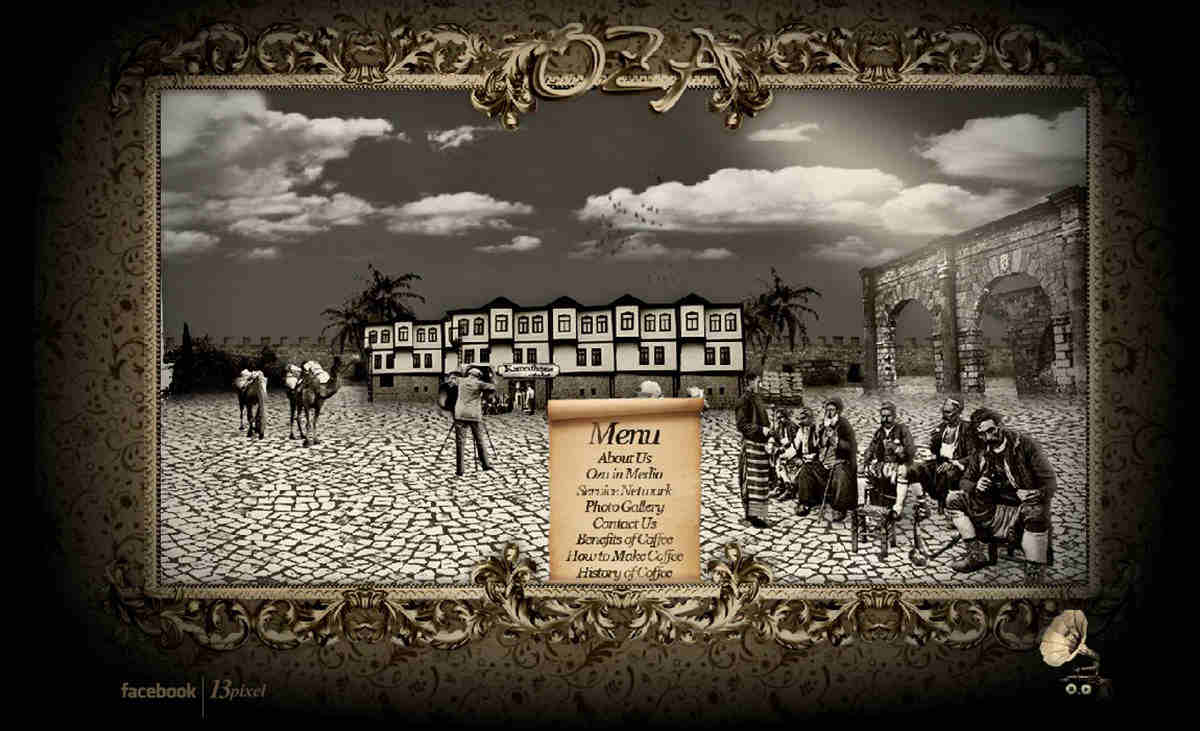 OZA
Menu
About Us
Oza in Media
Service Network
Photo Gallery
Contact Us
Benefits of Coffee
How to Make Coffee
History of Coffee
facebook
13pixel